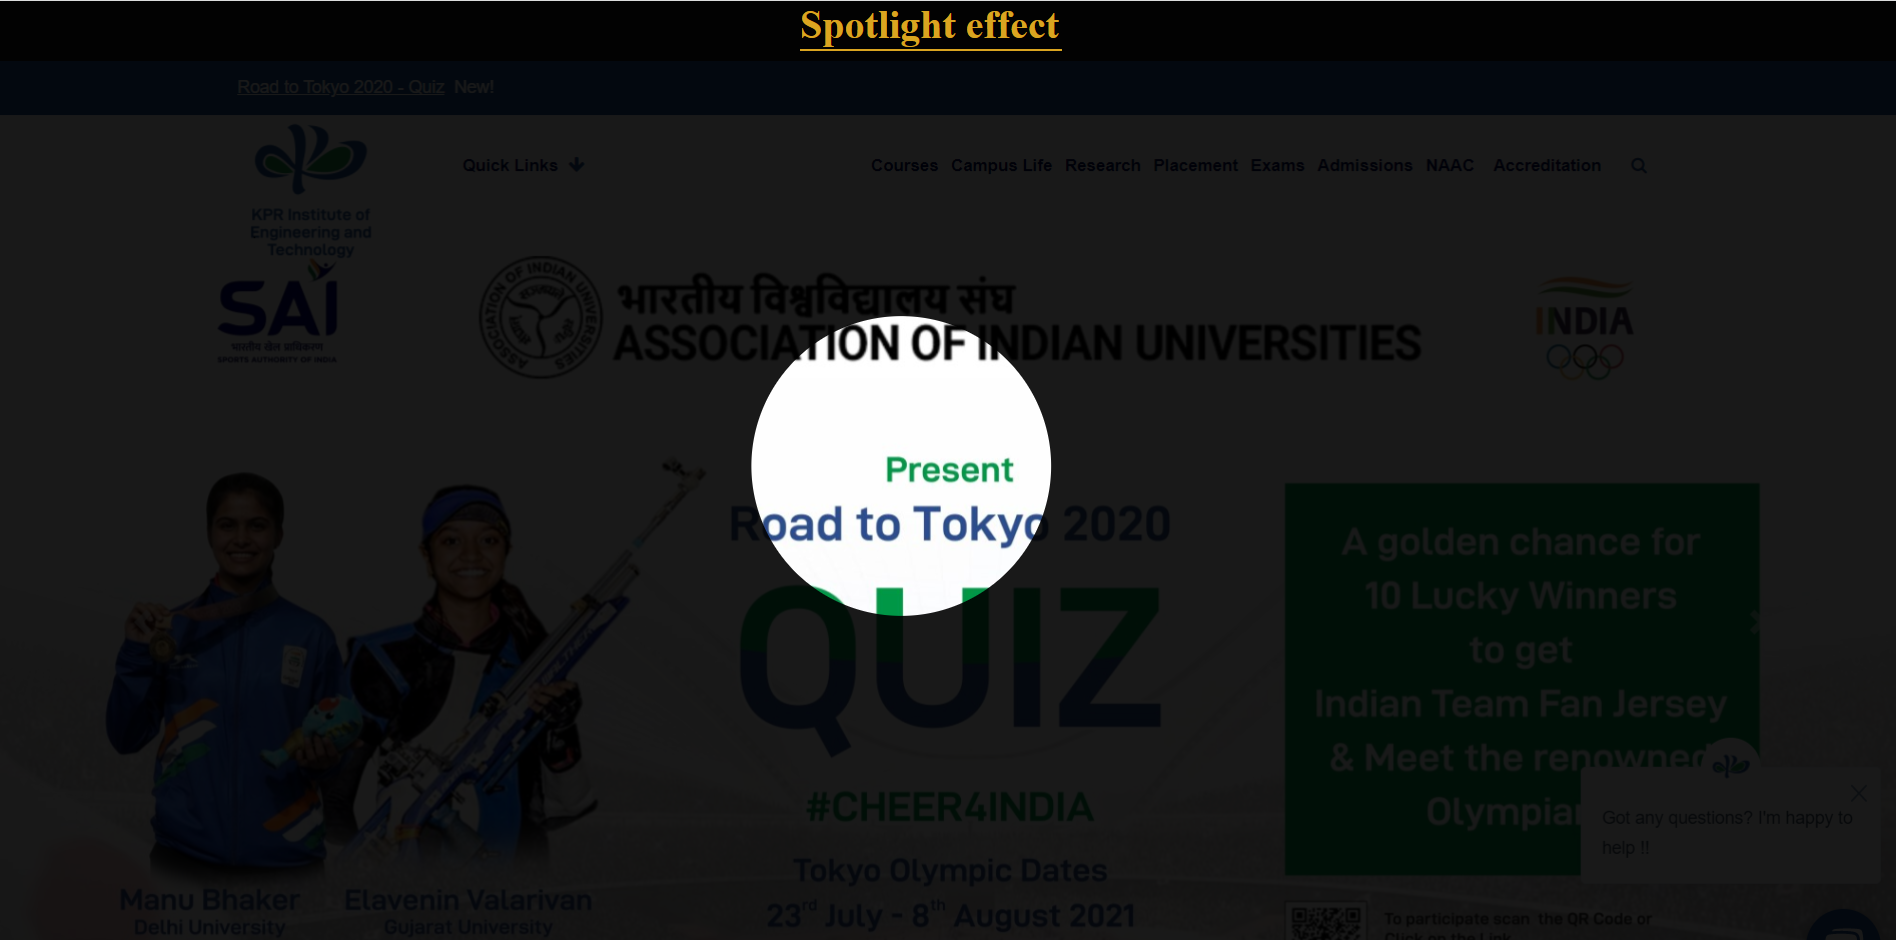 Spotlight effect
Road to Tokyo 2020 - Quiz New!
Quick Links
Courses Campus Life Research Placement Exams Admissions NAAC Accreditation
KPR Institute of
Engineering and
Technology
SAI
भारतीय खेल प्राधिकरण
SPORTS AUTHORITY OF INDIA
ASSOCIATION OF INDIAN UNIVERSITIES
भारतीय विश्वविद्यालय संघ
ASSOCIATION OF INDIAN UNIVERSITIES
INDIA
Present
Road to Tokyo 2020
QUIZ
#CHEER4INDIA
Tokyo Olympic Dates
23rd July - 8th August 2021
Manu Bhaker
Delhi University
Elavenin Valarivan
Gujarat University
A golden chance for
10 Lucky Winners
to get
Indian Team Fan Jersey
& Meet the renowned
Got any questions? I'm happy to
help !!
To participate scan the QR Code or
Click on the Link